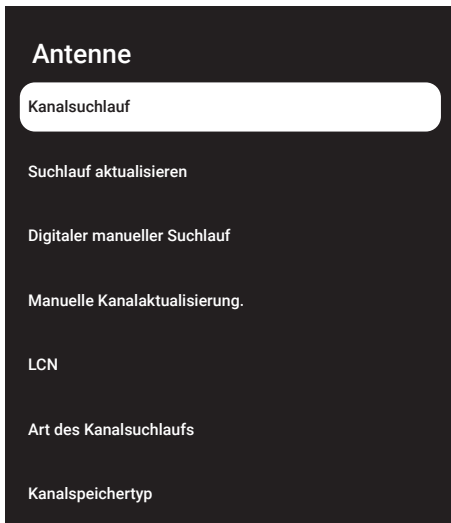 Antenne
Kanalsuchlauf
Suchlauf aktualisieren
Digitaler manueller Suchlauf
Manuelle Kanalaktualisierung.
LCN
Art des Kanalsuchlaufs
Kanalspeichertyp